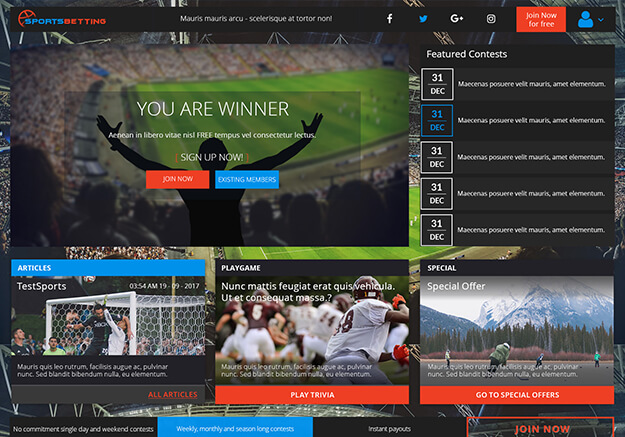 SPORTSBETTING
Mauris mauris arcu - scelerisque at tortor non!
Join Now
for free
YOU ARE WINNER
Aenean in libero vitae nisl FREE tempus vel consectetur lectus.
[ SIGN UP NOW! ]
JOIN NOW
EXISTING MEMBERS
Featured Contests
31
DEC
Maecenas posuere velit mauris, amet elementum.
31
DEC
Maecenas posuere velit mauris, amet elementum.
31
DEC
Maecenas posuere velit mauris, amet elementum.
31
DEC
Maecenas posuere velit mauris, amet elementum.
31
DEC
Maecenas posuere velit mauris, amet elementum.
ARTICLES
TestSports
03:54 AM 19 - 09 - 2017
Mauris quis leo rutrum, facilisis augue ac, pulvinar
nunc. Sed blandit bibendum nulla, eu elementum.
ALL ARTICLES
PLAYGAME
Nunc mattis feugiat erat quis vehicula.
Ut et consequat massa.?
Mauris quis leo rutrum, facilisis augue ac, pulvinar
nunc. Sed blandit bibendum nulla, eu elementum.
PLAY TRIVIA
SPECIAL
Special Offer
Mauris quis leo rutrum, facilisis augue ac, pulvinar
nunc. Sed blandit bibendum nulla, eu elementum.
GO TO SPECIAL OFFERS
No commitment single day and weekend contests
Weekly, monthly and season long contests
Instant payouts
JOIN NOW